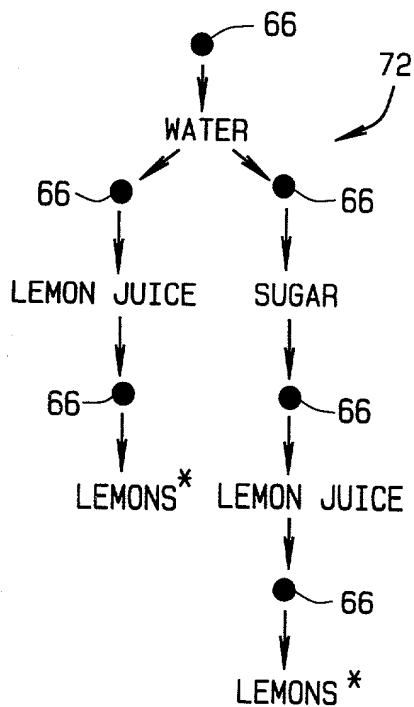 66
72
WATER
66 66
LEMON JUICE SUGAR
66 66
LEMONS* LEMON JUICE
66
LEMONS*